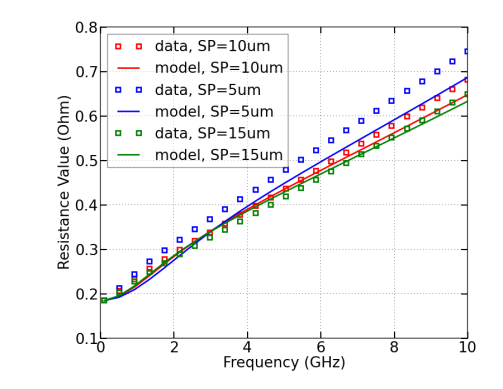 0.8
0.7
0.6
0.5
0.4
0.3
0.2
0.1
Resistance Value (Ohm)
data, SP=10um
model, SP=10um
data, SP=5um
model, SP=5um
data, SP=15um
model, SP=15um
0 2 4 6 8 10
Frequency (GHz)